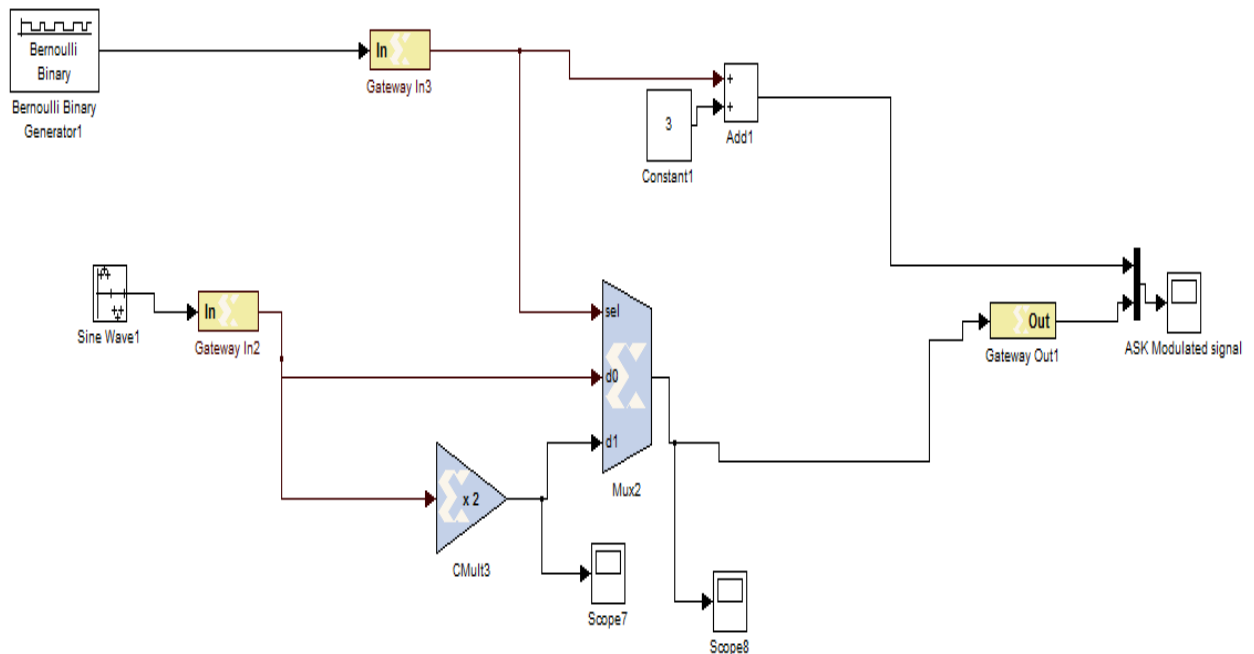 Bernoulli
Binary
Bernoulli Binary
Generator1
In
Gateway In3
3
Constant1
+
+
Add1
Sine Wave1
In
Gateway In2
sel
d0
d1
Mux2
x 2
CMult3
Scope7
Scope8
Out
Gateway Out1
ASK Modulated signal